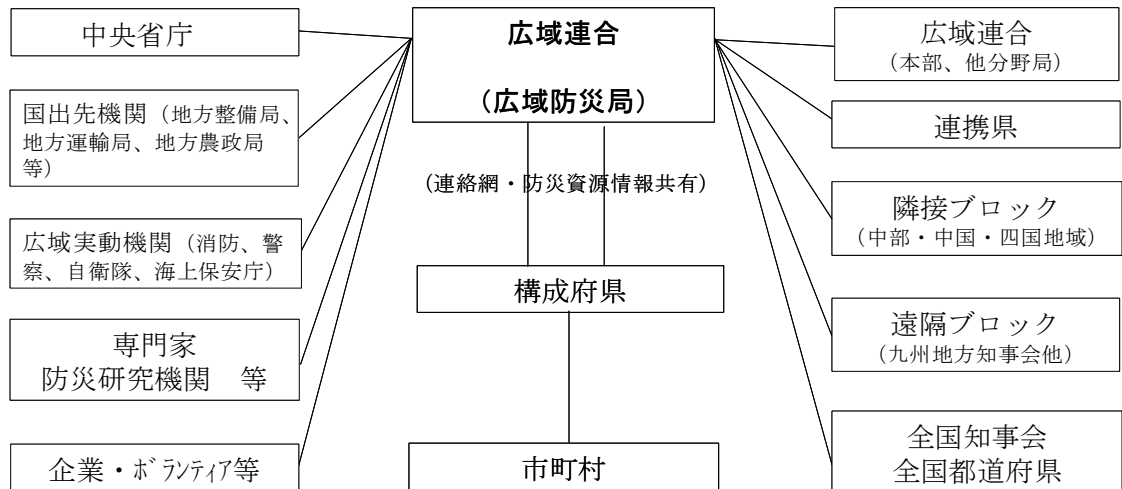 中央省庁
国出先機関（地方整備局、
地方運輸局、地方農政局
等）
広域実動機関（消防、警
察、自衛隊、海上保安庁）
専門家
防災研究機関　等
企業・ボランティア等
広域連合
（広域防災局）
（連絡網・防災資源情報共有）
構成府県
市町村
広域連合
（本部、他分野局）
連携県
隣接ブロック
（中部・中国・四国地域）
遠隔ブロック
（九州地方知事会他）
全国知事会
全国都道府県